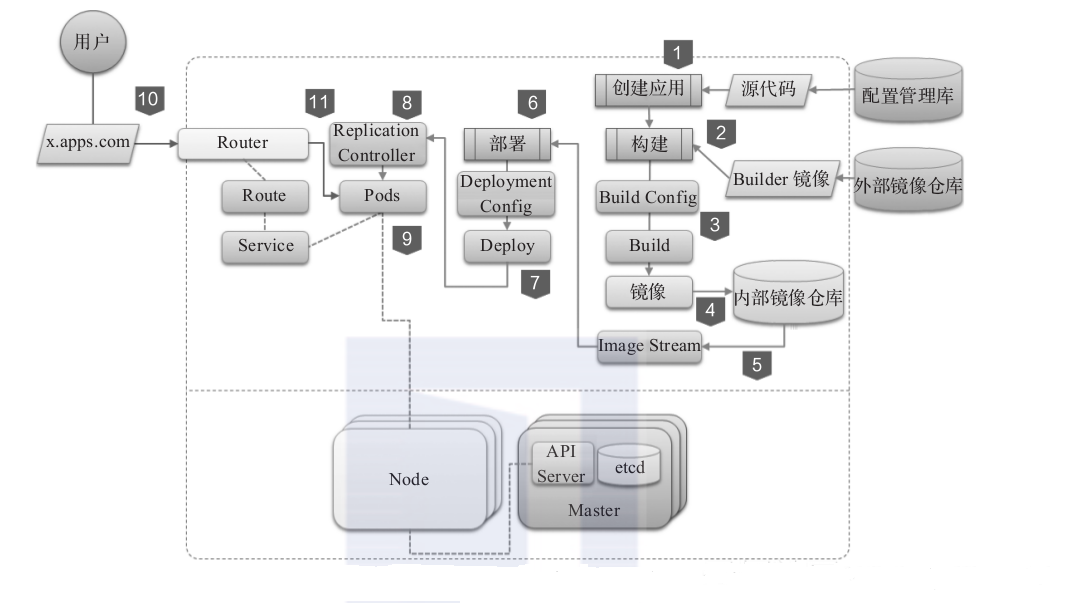 用户
10
x.apps.com
Router
Route
Service
11
8
Replication
Controller
Pods
9
6
部署
Deployment
Config
Deploy
7
1
创建应用
源代码
配置管理库
2
构建
Builder 镜像
外部镜像仓库
Build Config
3
Build
镜像
4
内部镜像仓库
Image Stream
5
Node
API
Server
etcd
Master